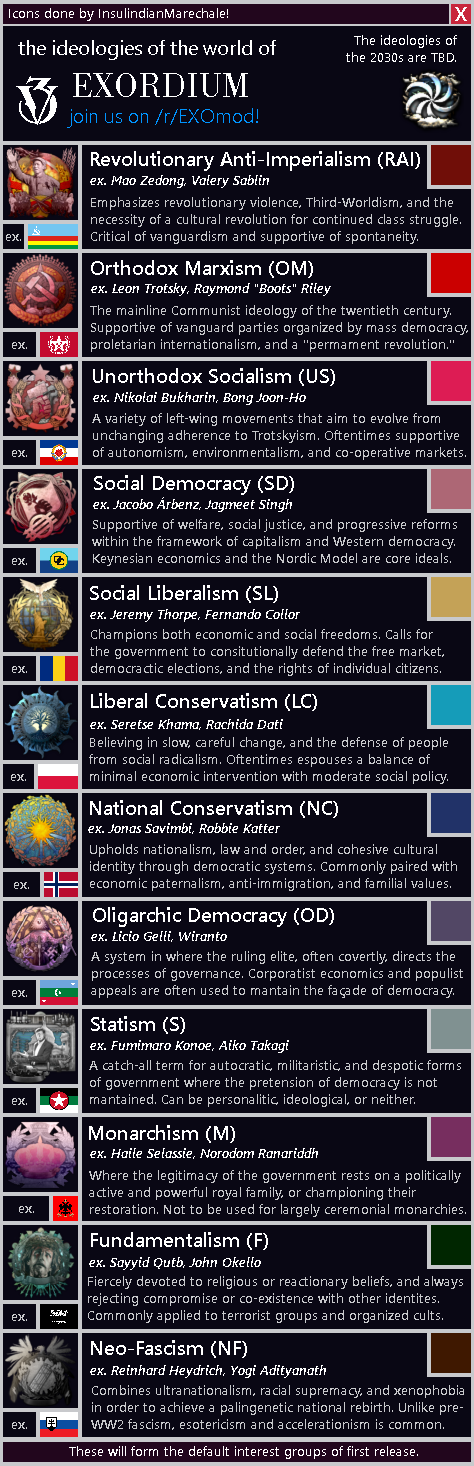 Icons done by InsulindianMarechale!
X
the ideologies of the world of
EXORDIUM
join us on /r/EXOmod!
The ideologies of
the 2030s are TBD.
Revolutionary Anti-Imperialism (RAI)
ex. Mao Zedong, Valery Sablin
Emphasizes revolutionary violence, Third-Worldism, and the
necessity of a cultural revolution for continued class struggle.
Critical of vanguardism and supportive of spontaneity.
ex.
Orthodox Marxism (OM)
ex. Leon Trotsky, Raymond "Boots" Riley
The mainline Communist ideology of the twentieth century.
Supportive of vanguard parties organized by mass democracy,
proletarian internationalism, and a "permament revolution."
ex.
Unorthodox Socialism (US)
ex. Nikolai Bukharin, Bong Joon-Ho
A variety of left-wing movements that aim to evolve from
unchanging adherence to Trotskyism. Oftentimes supportive
of autonomism, environmentalism, and co-operative markets.
ex.
Social Democracy (SD)
ex. Jacobo Árbenz, Jagmeet Singh
Supportive of welfare, social justice, and progressive reforms
within the framework of capitalism and Western democracy.
Keynesian economics and the Nordic Model are core ideals.
ex.
Social Liberalism (SL)
ex. Jeremy Thorpe, Fernando Collor
Champions both economic and social freedoms. Calls for
the government to consitutionally defend the free market,
democractic elections, and the rights of individual citizens.
ex.
Liberal Conservatism (LC)
ex. Seretse Khama, Rachida Dati
Believing in slow, careful change, and the defense of people
from social radicalism. Oftentimes espouses a balance of
minimal economic intervention with moderate social policy.
ex.
National Conservatism (NC)
ex. Jonas Savimbi, Robbie Katter
Upholds nationalism, law and order, and cohesive cultural
identity through democratic systems. Commonly paired with
economic paternalism, anti-immigration, and familial values.
ex.
Oligarchic Democracy (OD)
ex. Licio Gelli, Wiranto
A system in where the ruling elite, often covertly, directs the
processes of governance. Corporatist economics and populist
appeals are often used to mantain the façade of democracy.
ex.
Statism (S)
ex. Fumimaro Konoe, Aiko Takagi
A catch-all term for autocratic, militaristic, and despotic forms
of government where the pretension of democracy is not
mantained. Can be personalitic, ideological, or neither.
ex.
Monarchism (M)
ex. Haile Selassie, Norodom Ranariddh
Where the legitimacy of the government rests on a politically
active and powerful royal family, or championing their
restoration. Not to be used for largely ceremonial monarchies.
ex.
Fundamentalism (F)
ex. Sayyid Qutb, John Okello
Fiercely devoted to religious or reactionary beliefs, and always
rejecting compromise or co-existence with other identites.
Commonly applied to terrorist groups and organized cults.
ex.
Neo-Fascism (NF)
ex. Reinhard Heydrich, Yogi Adityanath
Combines ultranationalism, racial supremacy, and xenophobia
in order to achieve a palingenetic national rebirth. Unlike pre-
WW2 fascism, esotericism and accelerationism is common.
ex.
These will form the default interest groups of first release.